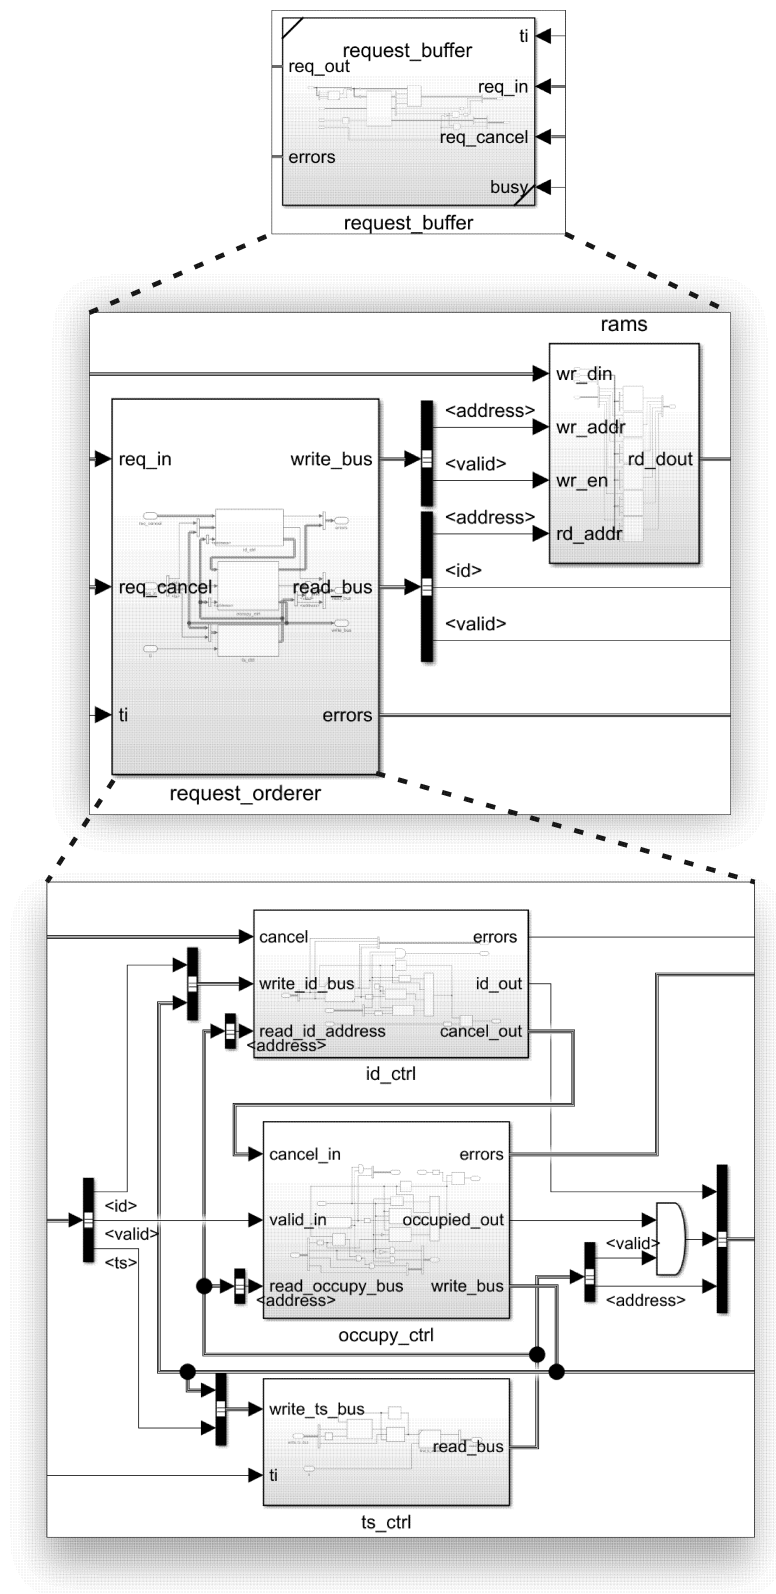 request_buffer
ti
req_out
req_in
req_cancel
errors
busy
request_buffer
rams
wr_din
<address>
wr_addr
req_in
write_bus
<valid>
rd_dout
wr_en
<address>
rd_addr
req_cancel
read_bus
<id>
<valid>
ti
errors
request_orderer
cancel
errors
write_id_bus
id_out
read_id_address
cancel_out
<address>
id_ctrl
cancel_in
errors
<id>
valid_in
occupied_out
<valid>
<valid>
<ts>
read_occupy_bus
write_bus
<address>
<address>
occupy_ctrl
write_ts_bus
read_bus
ti
ts_ctrl